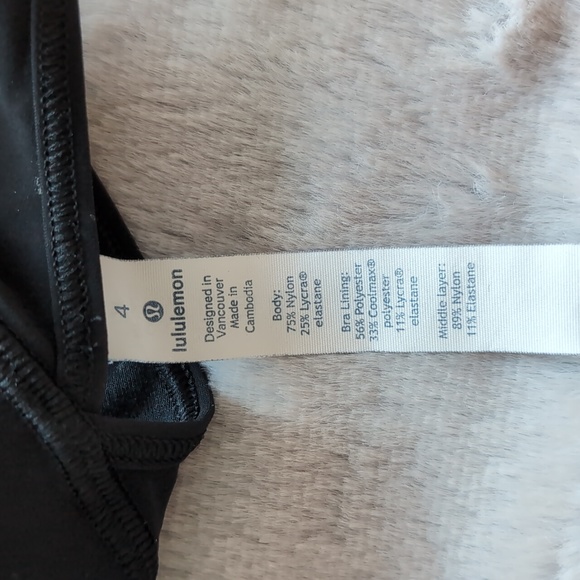 4
lululemon
Designed in
Vancouver
Made in
Cambodia
Body:
75% Nylon
25% Lycra®
elastane
Bra Lining:
56% Polyester
33% Coolmax®
polyester
11% Lycra®
elastane
Middle Layer:
89% Nylon
11% Elastane